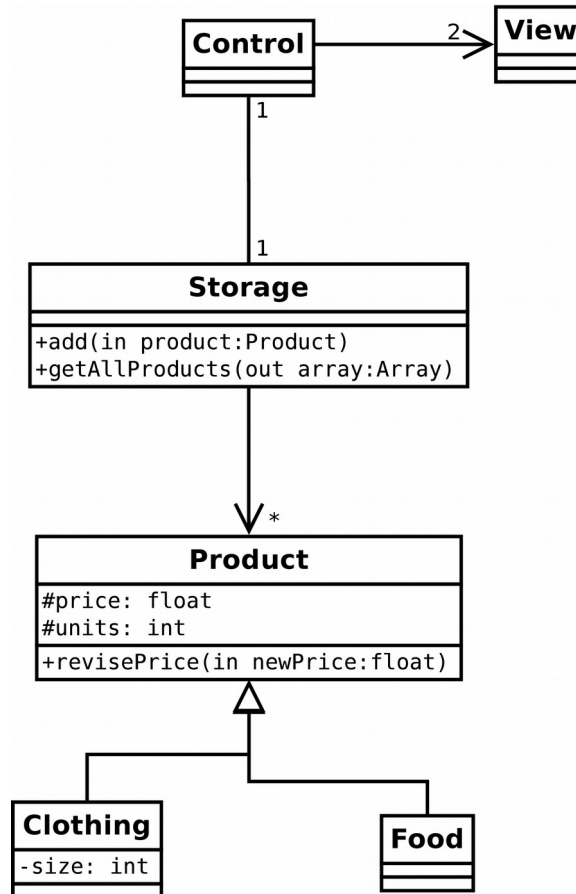 Control
2
View
1
1
Storage
+add(in product:Product)
+getAllProducts(out array:Array)
*
Product
#price: float
#units: int
+revisePrice(in newPrice:float)
Clothing
-size: int
Food